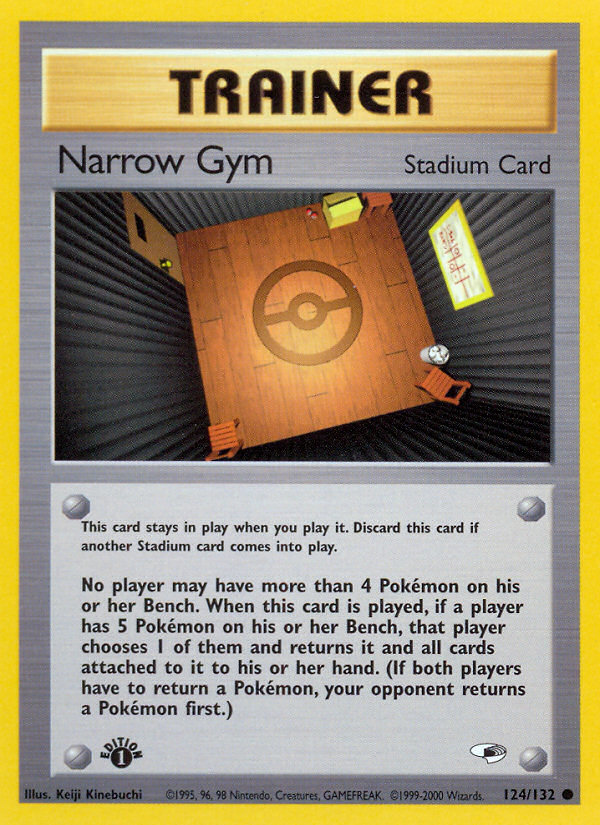 TRAINER
Narrow Gym
Stadium Card
This card stays in play when you play it. Discard this card if
another Stadium card comes into play.
No player may have more than 4 Pokémon on his
or her Bench. When this card is played, if a player
has 5 Pokémon on his or her Bench, that player
chooses 1 of them and returns it and all cards
attached to it to his or her hand. (If both players
have to return a Pokémon, your opponent returns
a Pokémon first.)
EDITION
1
Illus. Keiji Kinebuchi ©1995, 96, 98 Nintendo, Creatures, GAMEFREAK. ©1999-2000 Wizards. 124/132